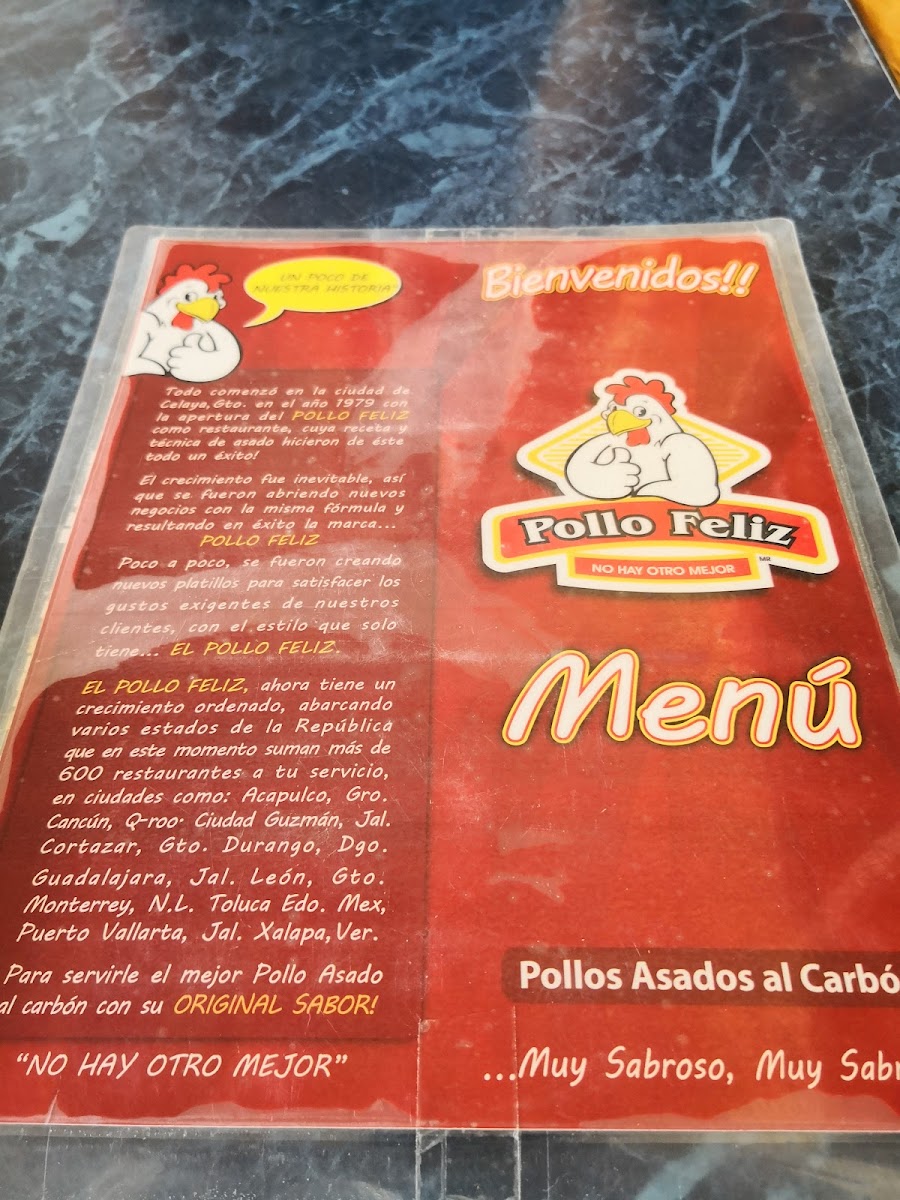 UN POCO DE
NUESTRA HISTORIA"
Todo comenzó en la ciudad de
Celaya, Gto. en el año 1979 con
la apertura del POLLO FELIZ
como restaurante, cuya receta y
técnica de asado hicieron de éste
todo un éxito!
El crecimiento fue inevitable, así
que se fueron abriendo nuevos
negocios con la misma fórmula y
resultando en éxito la marca...
POLLO FELIZ
Poco a poco, se fueron creando
nuevos platillos para satisfacer los
gustos exigentes de nuestros
clientes, con el estilo que solo
tiene... EL POLLO FELIZ.
EL POLLO FELIZ, ahora tiene un
crecimiento ordenado, abarcando
varios estados de la República
que en este momento suman más de
600 restaurantes a tu servicio,
en ciudades como: Acapulco, Gro.
Cancún, Q-roo· Ciudad Guzmán, Jal.
Cortazar, Gto. Durango, Dgo.
Guadalajara, Jal. León, Gto.
Monterrey, N.L. Toluca Edo. Mex,
Puerto Vallarta, Jal. Xalapa,Ver.
Para servirle el mejor Pollo Asado
al carbón con su ORIGINAL SABOR!
"NO HAY OTRO MEJOR"
Bienvenidos!!
Pollo Feliz
NO HAY OTRO MEJOR
MR
Menú
Pollos Asados al Carbó
...Muy Sabroso, Muy Sabr